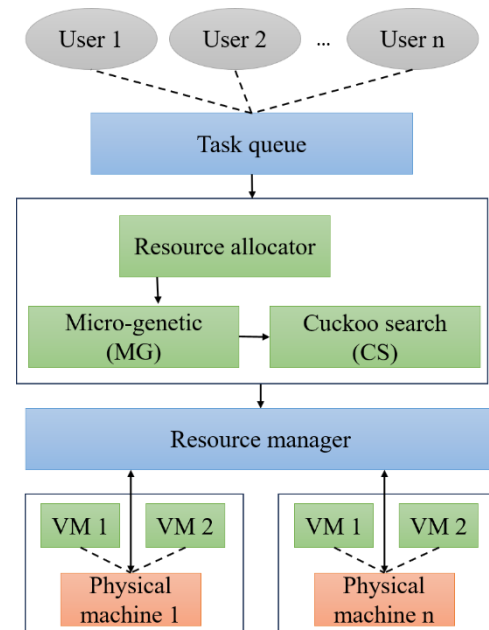 User 1 User 2 ... User n
Task queue
Resource allocator
Micro-genetic
(MG)
Cuckoo search
(CS)
Resource manager
VM 1 VM 2
Physical
machine 1
VM 1 VM 2
Physical
machine n